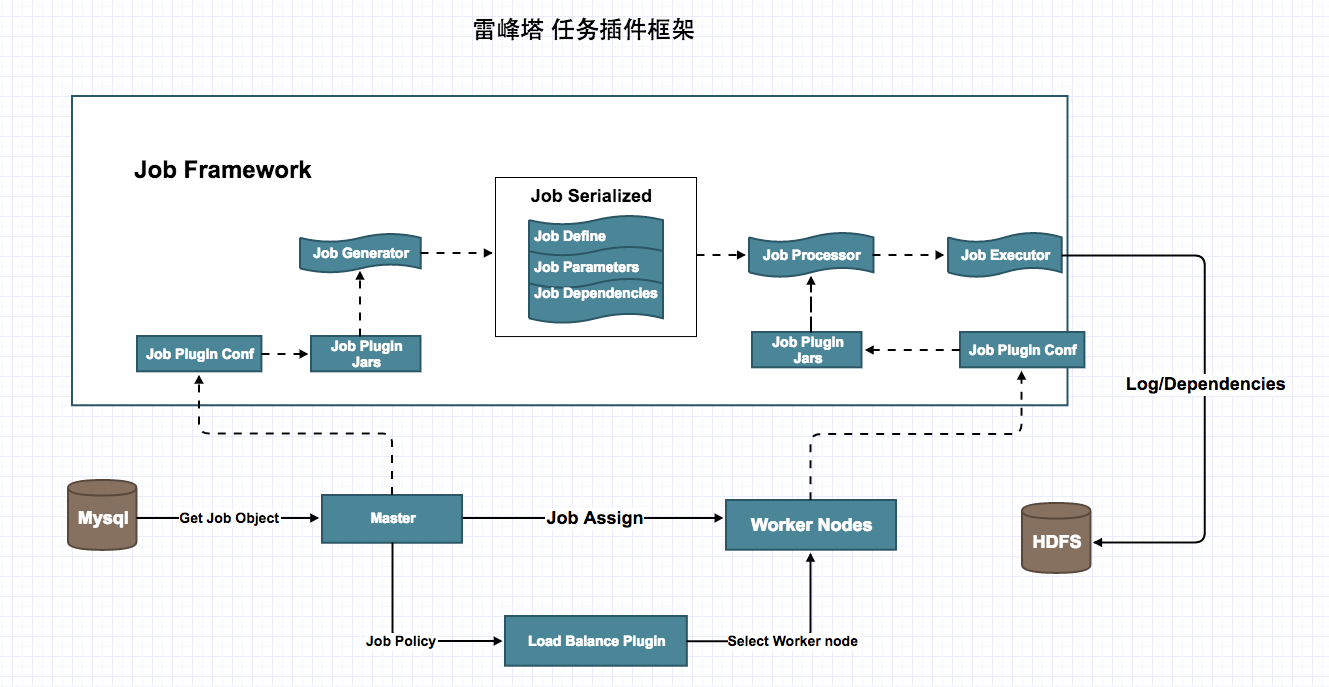 雷峰塔 任务插件框架
Job Framework
Job Serialized
Job Define
Job Parameters
Job Dependencies
Job Generator
Job Processor
Job Executor
Job Plugin Conf
Job Plugin
Jars
Job Plugin
Jars
Job Plugin Conf
Log/Dependencies
Mysql
Get Job Object
Master
Job Assign
Worker Nodes
HDFS
Job Policy
Load Balance Plugin
Select Worker node